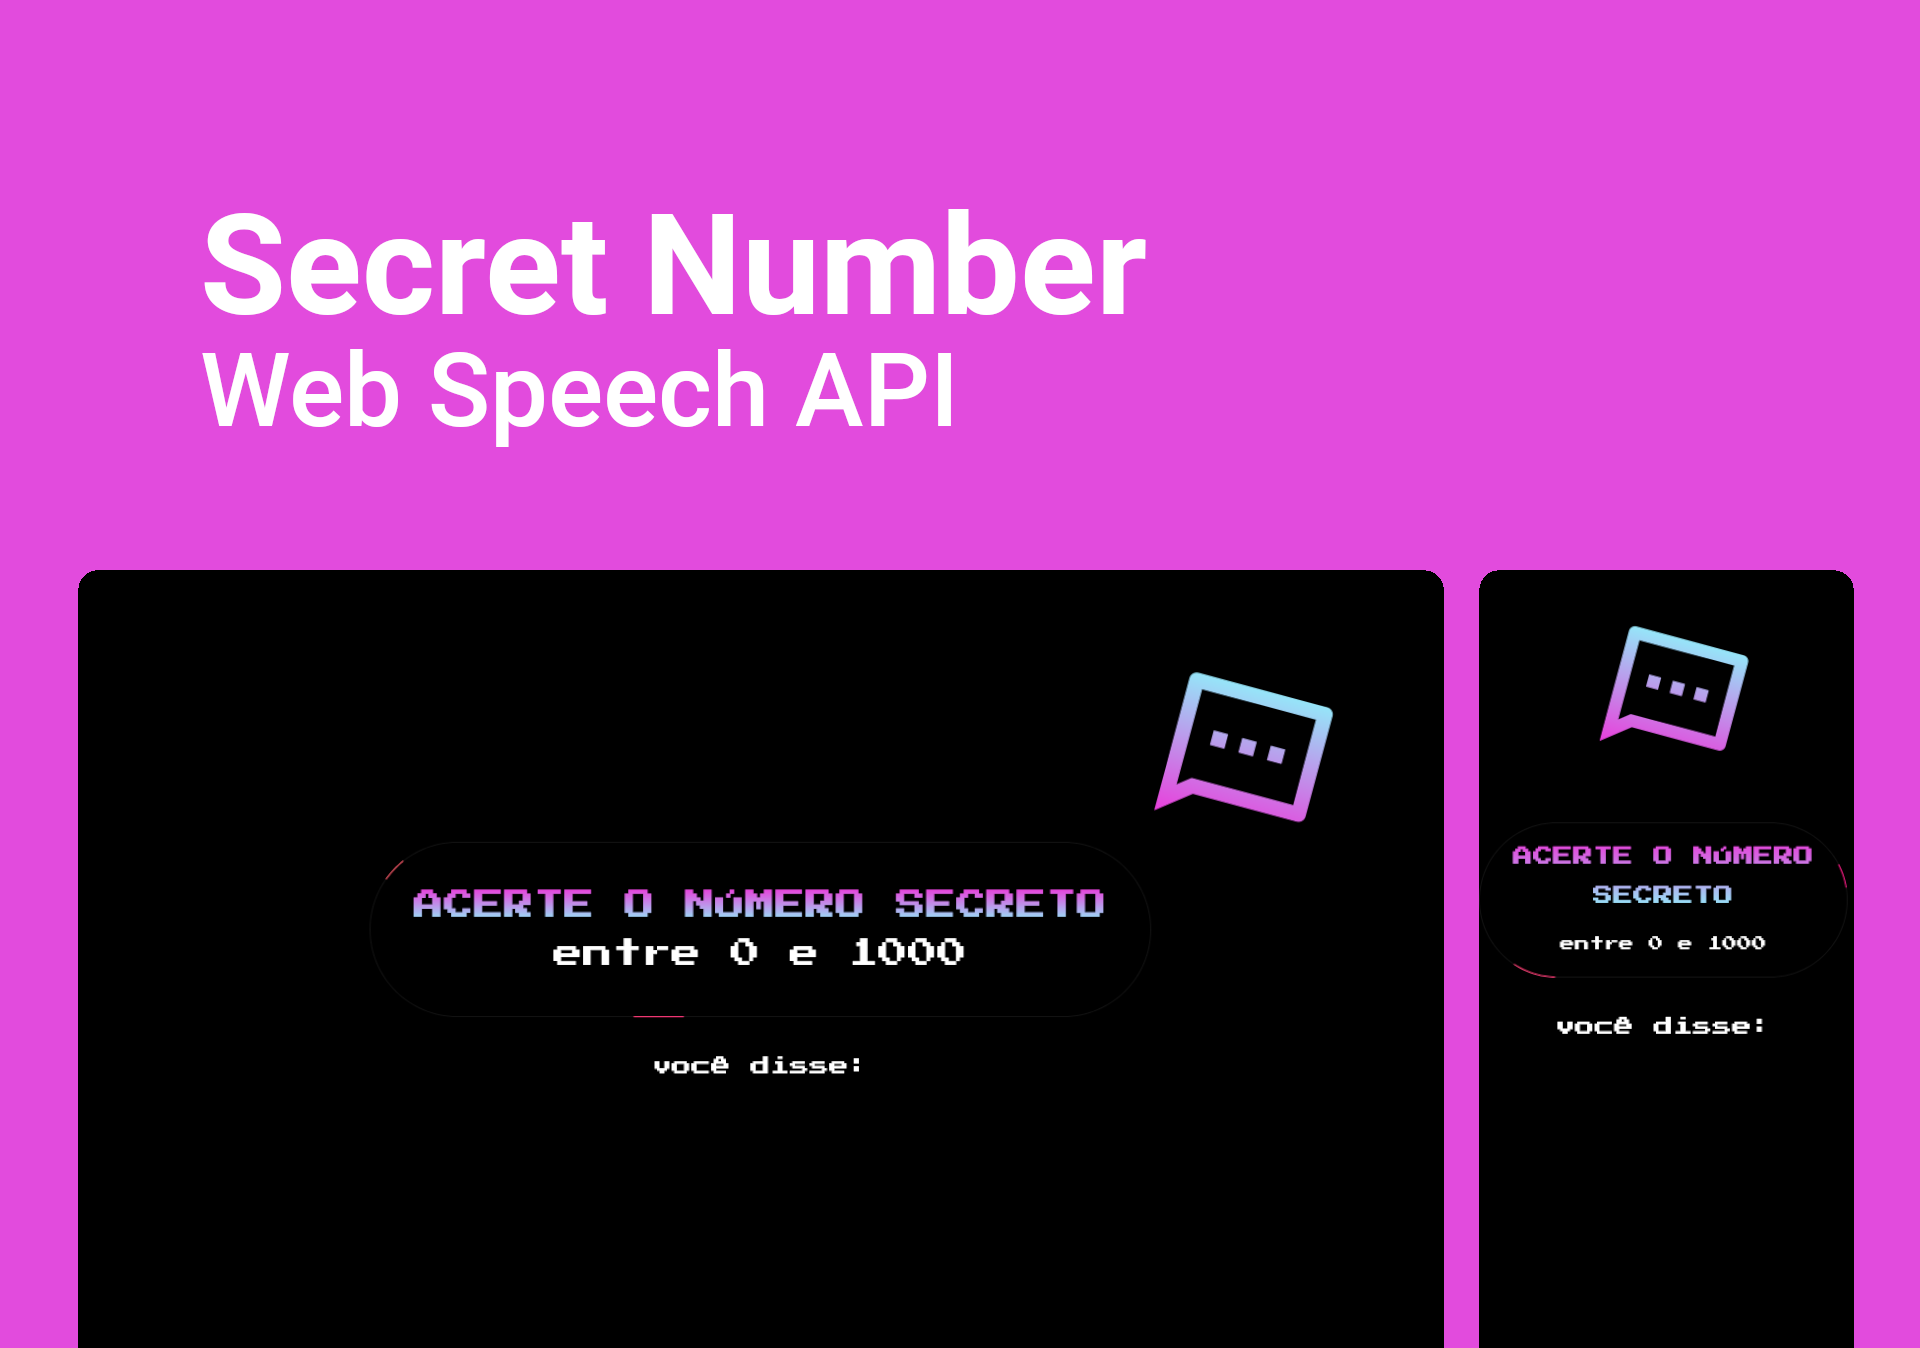 Secret Number
Web Speech API
ACERTE O NÚMERO SECRETO
entre 0 e 1000
você disse:
ACERTE O NÚMERO
SECRETO
entre 0 e 1000
você disse: